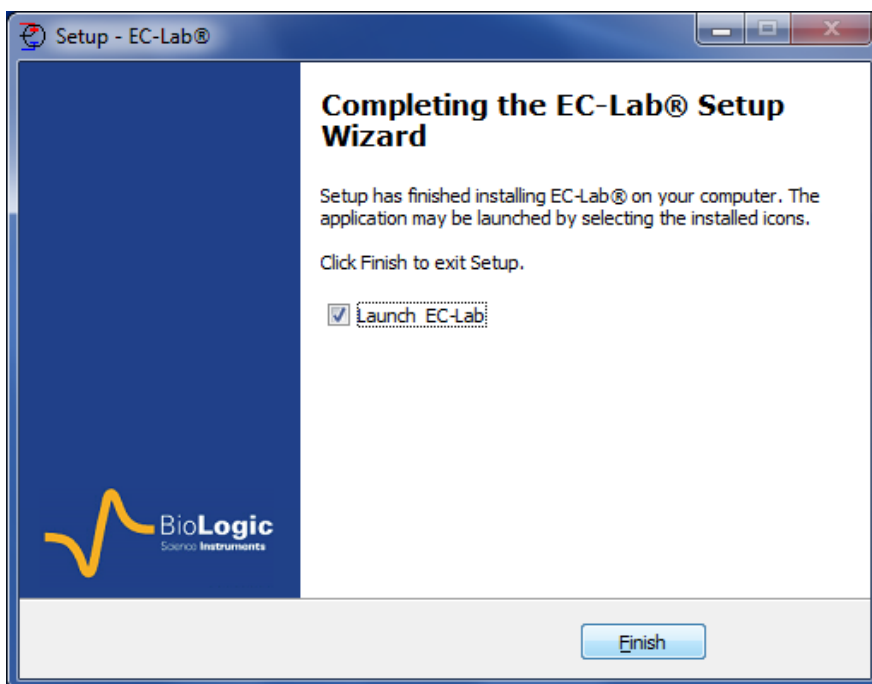 Setup - EC-Lab®
Completing the EC-Lab® Setup
Wizard
Setup has finished installing EC-Lab® on your computer. The
application may be launched by selecting the installed icons.
Click Finish to exit Setup.
Launch EC-Lab
BioLogic
Science Instruments
Finish